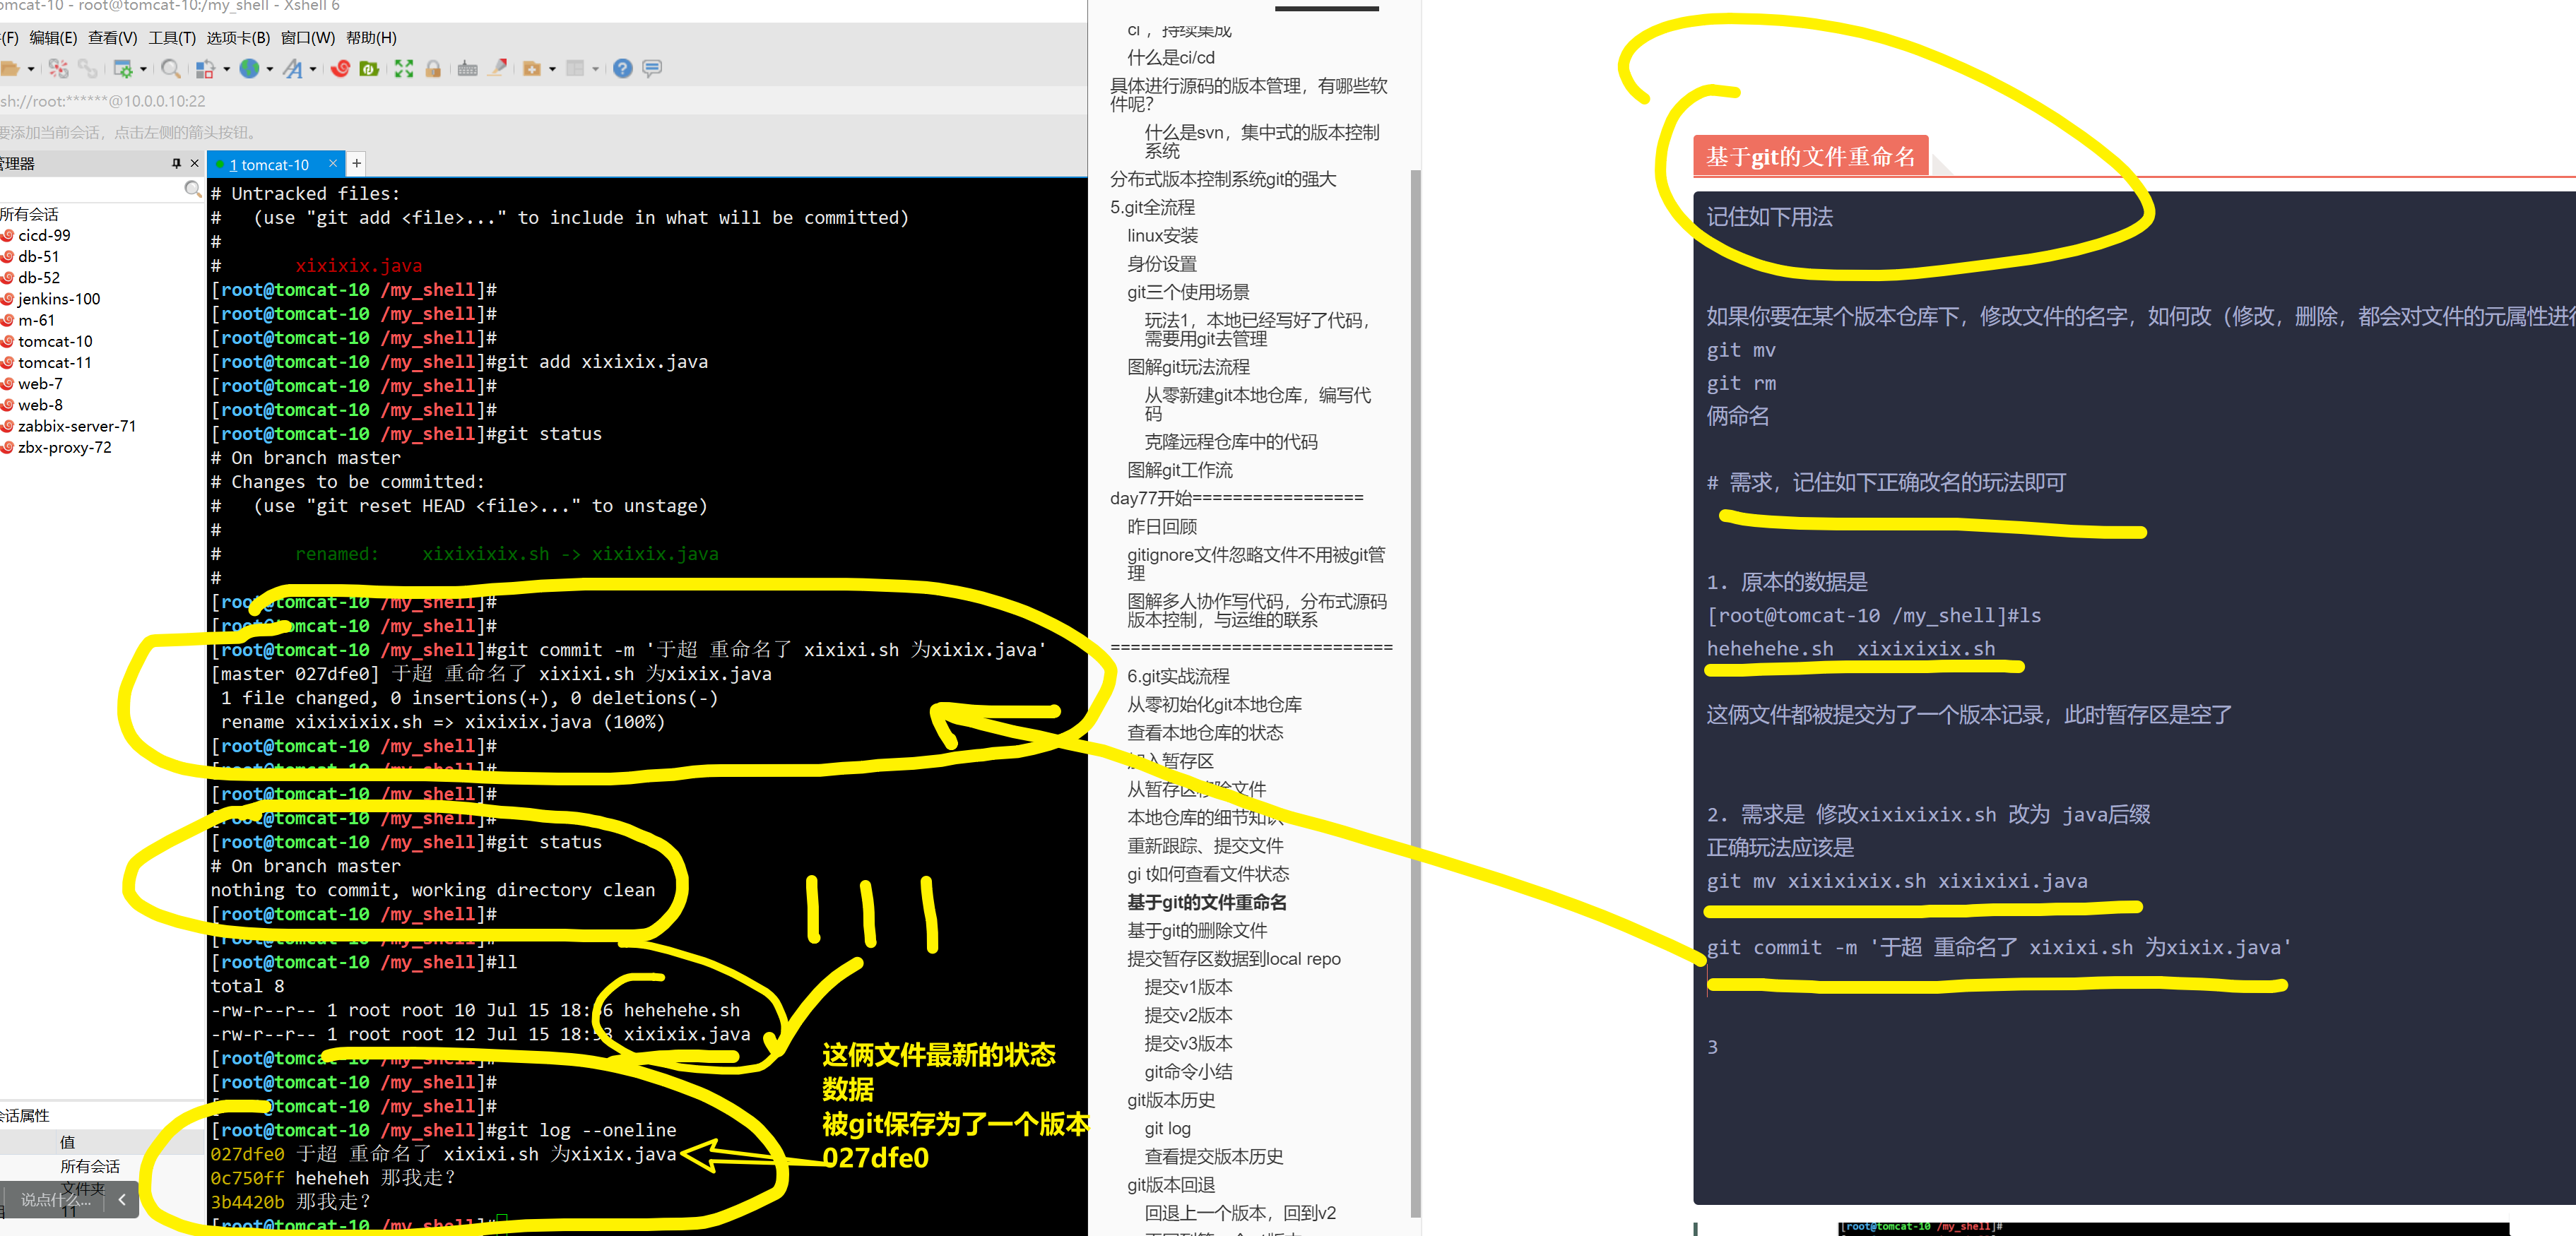 omcat-10 - root@tomcat-10:/my_shell - Xshell 6
(F) 编辑(E) 查看(V) 工具(T) 选项卡(B) 窗口(W) 帮助(H)
sh://root:******@10.0.0.10:22
要添加当前会话，点击左侧的箭头按钮。
管理器
1 tomcat-10
所有会话
cicd-99
db-51
db-52
jenkins-100
m-61
tomcat-10
tomcat-11
web-7
web-8
zabbix-server-71
zbx-proxy-72
会话属性
值
所有会话
文件夹
说点什么...
11
# Untracked files:
#   (use "git add <file>..." to include in what will be committed)
#
#       xixixix.java
[root@tomcat-10 /my_shell]#
[root@tomcat-10 /my_shell]#
[root@tomcat-10 /my_shell]#
[root@tomcat-10 /my_shell]#git add xixixix.java
[root@tomcat-10 /my_shell]#
[root@tomcat-10 /my_shell]#
[root@tomcat-10 /my_shell]#git status
# On branch master
# Changes to be committed:
#   (use "git reset HEAD <file>..." to unstage)
#
#       renamed:    xixixixix.sh -> xixixix.java
#
[root@tomcat-10 /my_shell]#
[root@tomcat-10 /my_shell]#
[root@tomcat-10 /my_shell]#git commit -m '于超 重命名了 xixixi.sh 为xixix.java'
[master 027dfe0] 于超 重命名了 xixixi.sh 为xixix.java
 1 file changed, 0 insertions(+), 0 deletions(-)
 rename xixixixix.sh => xixixix.java (100%)
[root@tomcat-10 /my_shell]#
[root@tomcat-10 /my_shell]#
[root@tomcat-10 /my_shell]#
[root@tomcat-10 /my_shell]#
[root@tomcat-10 /my_shell]#git status
# On branch master
nothing to commit, working directory clean
[root@tomcat-10 /my_shell]#
[root@tomcat-10 /my_shell]#
[root@tomcat-10 /my_shell]#ll
total 8
-rw-r--r-- 1 root root 10 Jul 15 18: hehehehe.sh
-rw-r--r-- 1 root root 12 Jul 15 18: xixixix.java
[root@tomcat-10 /my_shell]#
[root@tomcat-10 /my_shell]#
[root@tomcat-10 /my_shell]#
[root@tomcat-10 /my_shell]#git log --oneline
027dfe0 于超 重命名了 xixixi.sh 为xixix.java
0c750ff heheheh 那我走?
3b4420b 那我走?
[root@tomcat-10 /my_shell]#
这俩文件最新的状态
数据
被git保存为了一个版本
027dfe0
ci ，持续集成
什么是ci/cd
具体进行源码的版本管理，有哪些软
件呢？
什么是svn，集中式的版本控制
系统
分布式版本控制系统git的强大
5.git全流程
linux安装
身份设置
git三个使用场景
玩法1，本地已经写好了代码，
需要用git去管理
图解git玩法流程
从零新建git本地仓库，编写代
码
克隆远程仓库中的代码
图解git工作流
day77开始=================
昨日回顾
gitignore文件忽略文件不用被git管
理
图解多人协作写代码，分布式源码
版本控制，与运维的联系
============================
6.git实战流程
从零初始化git本地仓库
查看本地仓库的状态
加入暂存区
从暂存区移除文件
本地仓库的细节知识
重新跟踪、提交文件
gi t如何查看文件状态
基于git的文件重命名
基于git的删除文件
提交暂存区数据到local repo
提交v1版本
提交v2版本
提交v3版本
git命令小结
git版本历史
git log
查看提交版本历史
git版本回退
回退上一个版本，回到v2
基于git的文件重命名
记住如下用法
如果你要在某个版本仓库下，修改文件的名字，如何改（修改，删除，都会对文件的元属性进行
git mv
git rm
俩命名
# 需求，记住如下正确改名的玩法即可
1. 原本的数据是
[root@tomcat-10 /my_shell]#ls
hehehehe.sh  xixixixix.sh
这俩文件都被提交为了一个版本记录，此时暂存区是空了
2. 需求是 修改xixixixix.sh 改为 java后缀
正确玩法应该是
git mv xixixixix.sh xixixixi.java
git commit -m '于超 重命名了 xixixi.sh 为xixix.java'
3
[root@tomcat-10 /my_shell]#